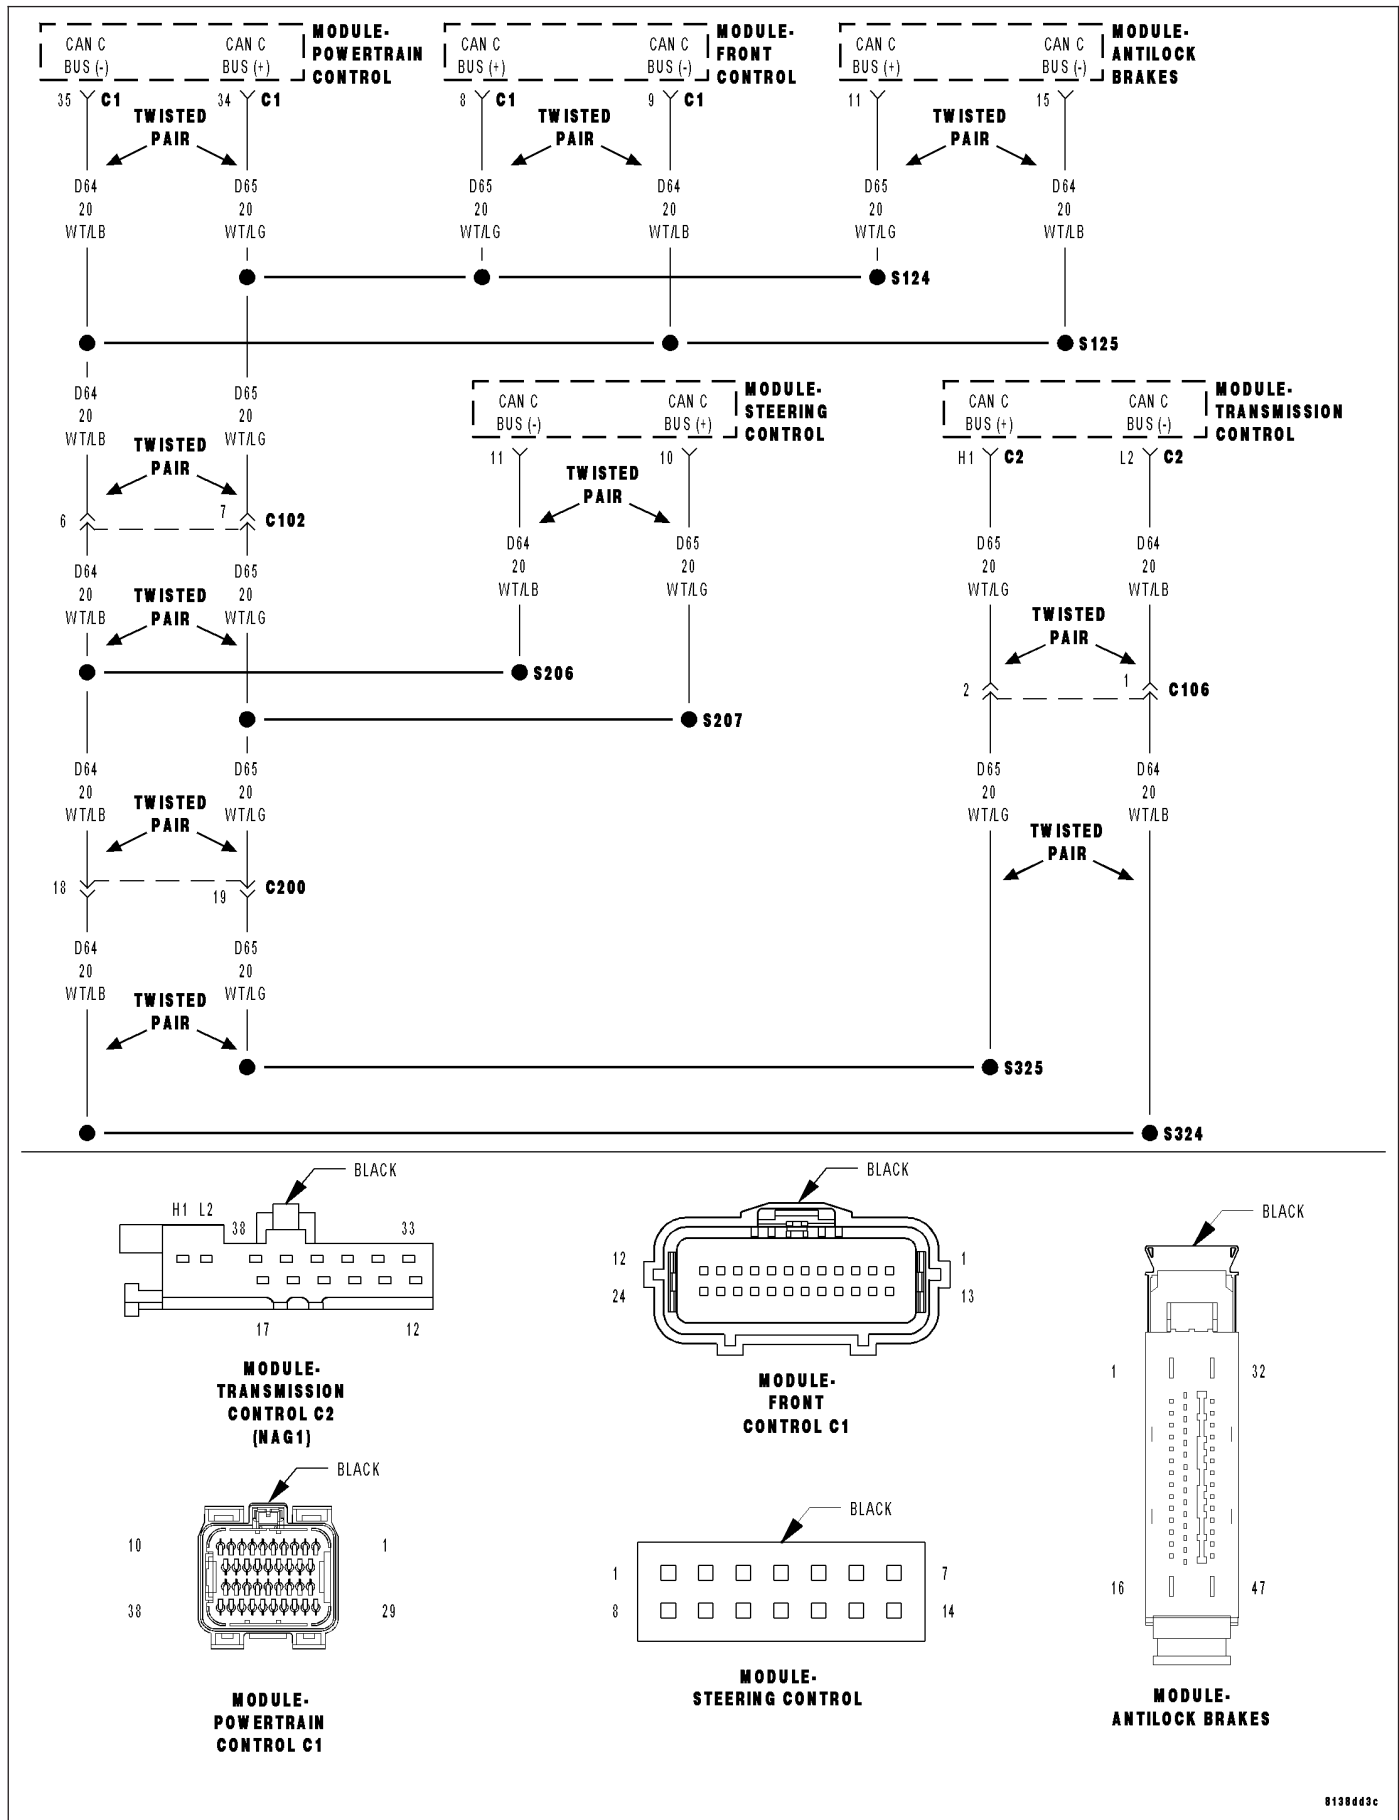 CAN C
BUS (-)
CAN C
BUS (+)
MODULE-
POWERTRAIN
CONTROL
CAN C
BUS (+)
CAN C
BUS (-)
MODULE-
FRONT
CONTROL
CAN C
BUS (+)
CAN C
BUS (-)
MODULE-
ANTILOCK
BRAKES
35 C1
34 C1
8 C1
9 C1
11
15
TWISTED
PAIR
TWISTED
PAIR
TWISTED
PAIR
D64
20
WT/LB
D65
20
WT/LG
D65
20
WT/LG
D64
20
WT/LB
D65
20
WT/LG
D64
20
WT/LB
S124
S125
D64
20
WT/LB
D65
20
WT/LG
TWISTED
PAIR
6
7
C102
CAN C
BUS (-)
CAN C
BUS (+)
MODULE-
STEERING
CONTROL
11
10
TWISTED
PAIR
D64
20
WT/LB
D65
20
WT/LG
CAN C
BUS (+)
CAN C
BUS (-)
MODULE-
TRANSMISSION
CONTROL
H1 C2
L2 C2
D65
20
WT/LG
D64
20
WT/LB
TWISTED
PAIR
2
1
C106
D64
20
WT/LB
D65
20
WT/LG
TWISTED
PAIR
S206
S207
D64
20
WT/LB
D65
20
WT/LG
TWISTED
PAIR
D65
20
WT/LG
D64
20
WT/LB
TWISTED
PAIR
18
19
C200
D64
20
WT/LB
D65
20
WT/LG
TWISTED
PAIR
S325
S324
BLACK
H1 L2
38
33
17
12
MODULE-
TRANSMISSION
CONTROL C2
(NAG1)
BLACK
12
1
24
13
MODULE-
FRONT
CONTROL C1
BLACK
1
32
16
47
MODULE-
ANTILOCK BRAKES
BLACK
10
1
38
29
MODULE-
POWERTRAIN
CONTROL C1
BLACK
1
7
8
14
MODULE-
STEERING CONTROL
8138dd3c